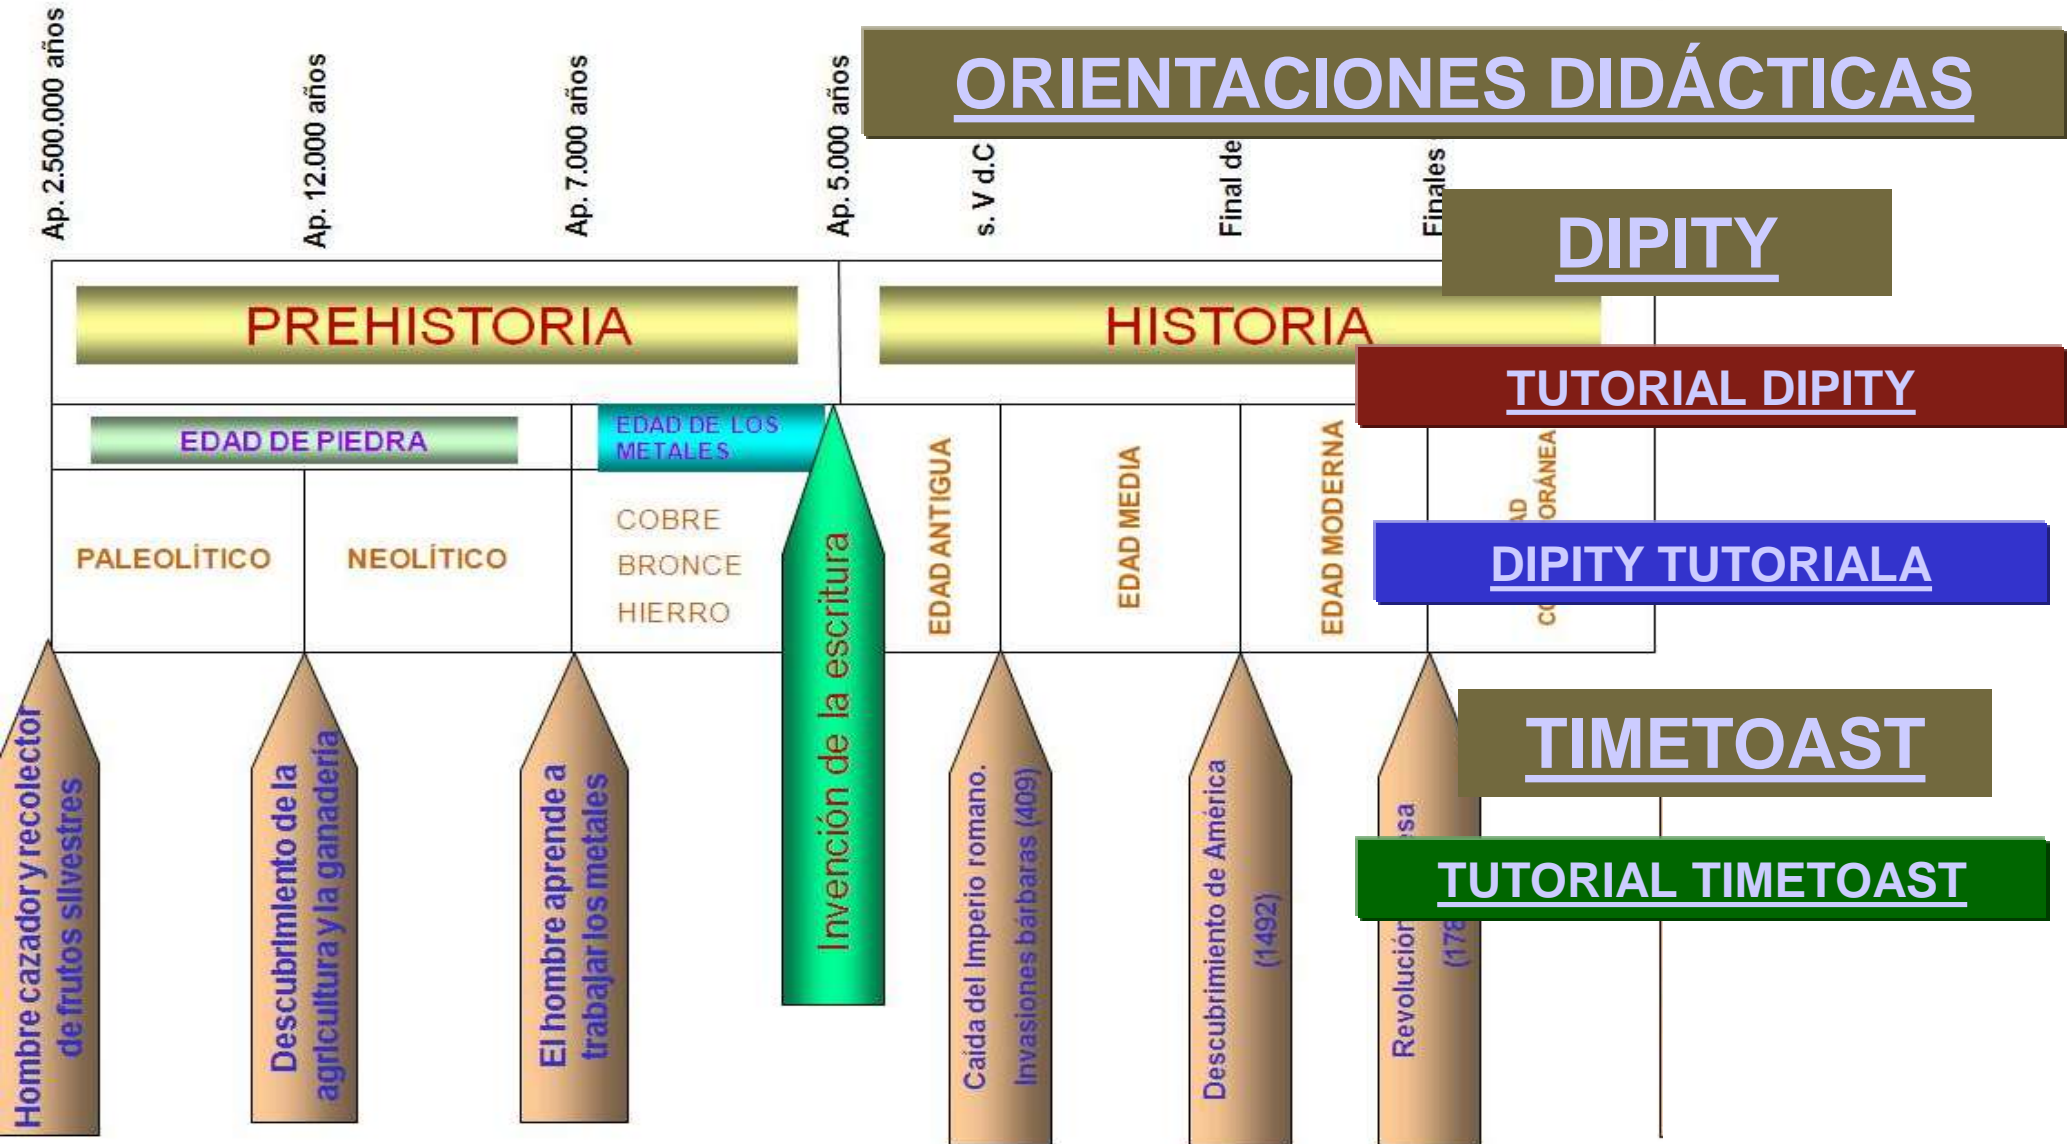 Ap. 2.500.000 años
Ap. 12.000 años
Ap. 7.000 años
Ap. 5.000 años
s. V d.C
Final de
Finales
ORIENTACIONES DIDÁCTICAS
DIPITY
PREHISTORIA
HISTORIA
TUTORIAL DIPITY
EDAD DE PIEDRA
EDAD DE LOS
METALES
PALEOLÍTICO
NEOLÍTICO
COBRE
BRONCE
HIERRO
Invención de la escritura
EDAD ANTIGUA
EDAD MEDIA
EDAD MODERNA
DIPITY TUTORIALA
TIMETOAST
TUTORIAL TIMETOAST
Hombre cazador y recolector
de frutos silvestres
Descubrimiento de la
agricultura y la ganadería
El hombre aprende a
trabajar los metales
Caída del Imperio romano.
Invasiones bárbaras (409)
Descubrimiento de América
(1492)
Revolución